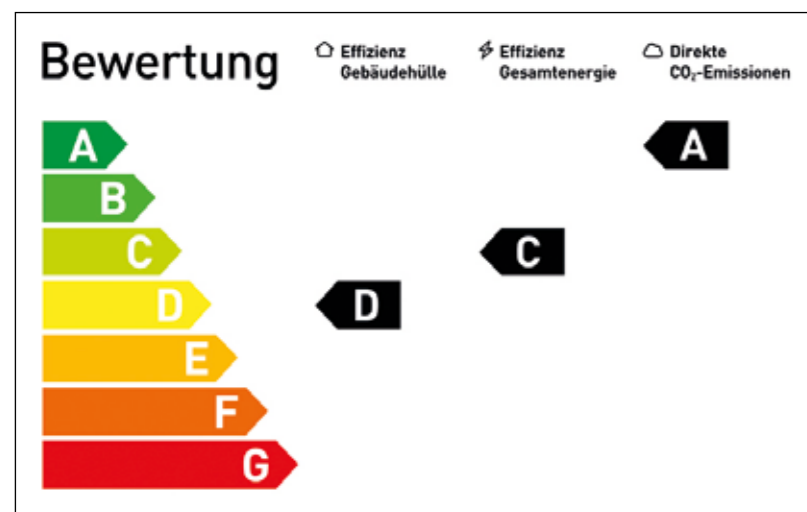 Bewertung
Effizienz
Gebäudehülle
Effizienz
Gesamtenergie
Direkte
CO₂-Emissionen
A
A
B
C
C
D
D
E
F
G